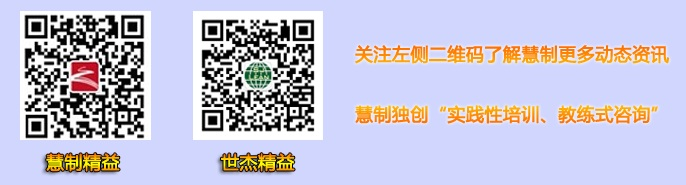 关注左侧二维码了解慧制更多动态资讯
慧制独创“实践性培训、教练式咨询”
慧制精益
世杰精益